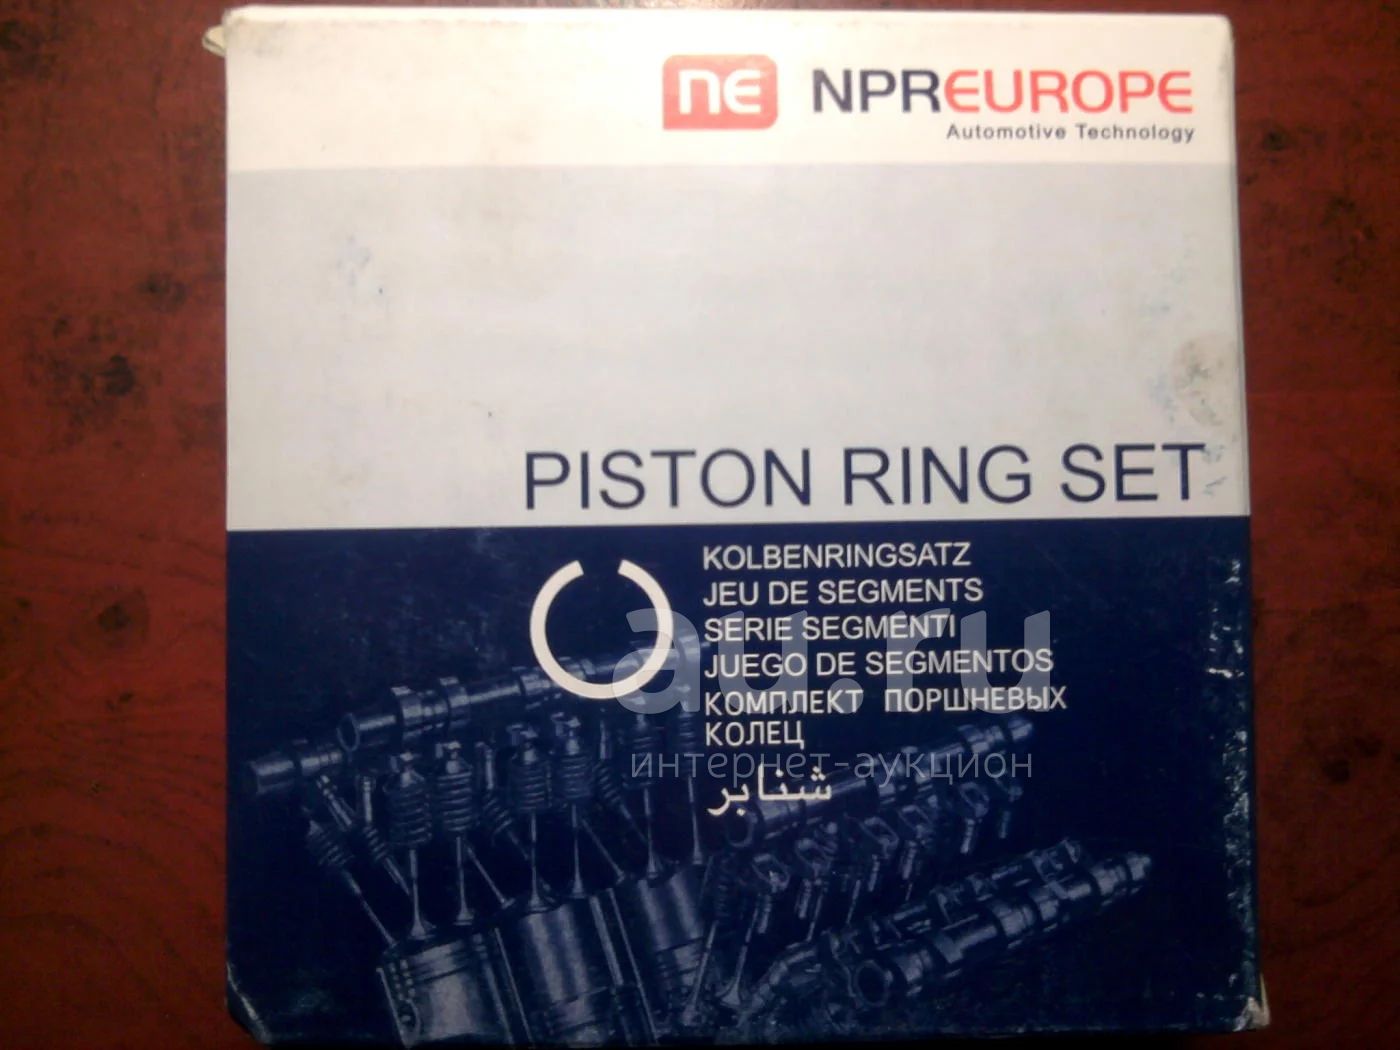 ne NPREUROPE
Automotive Technology
PISTON RING SET
KOLBENRINGSATZ
JEU DE SEGMENTS
SERIE SEGMENTI
JUEGO DE SEGMENTOS
КОМПЛЕКТ ПОРШНЕВЫХ
КОЛЕЦ
شنابر
au.ru
интернет-аукцион